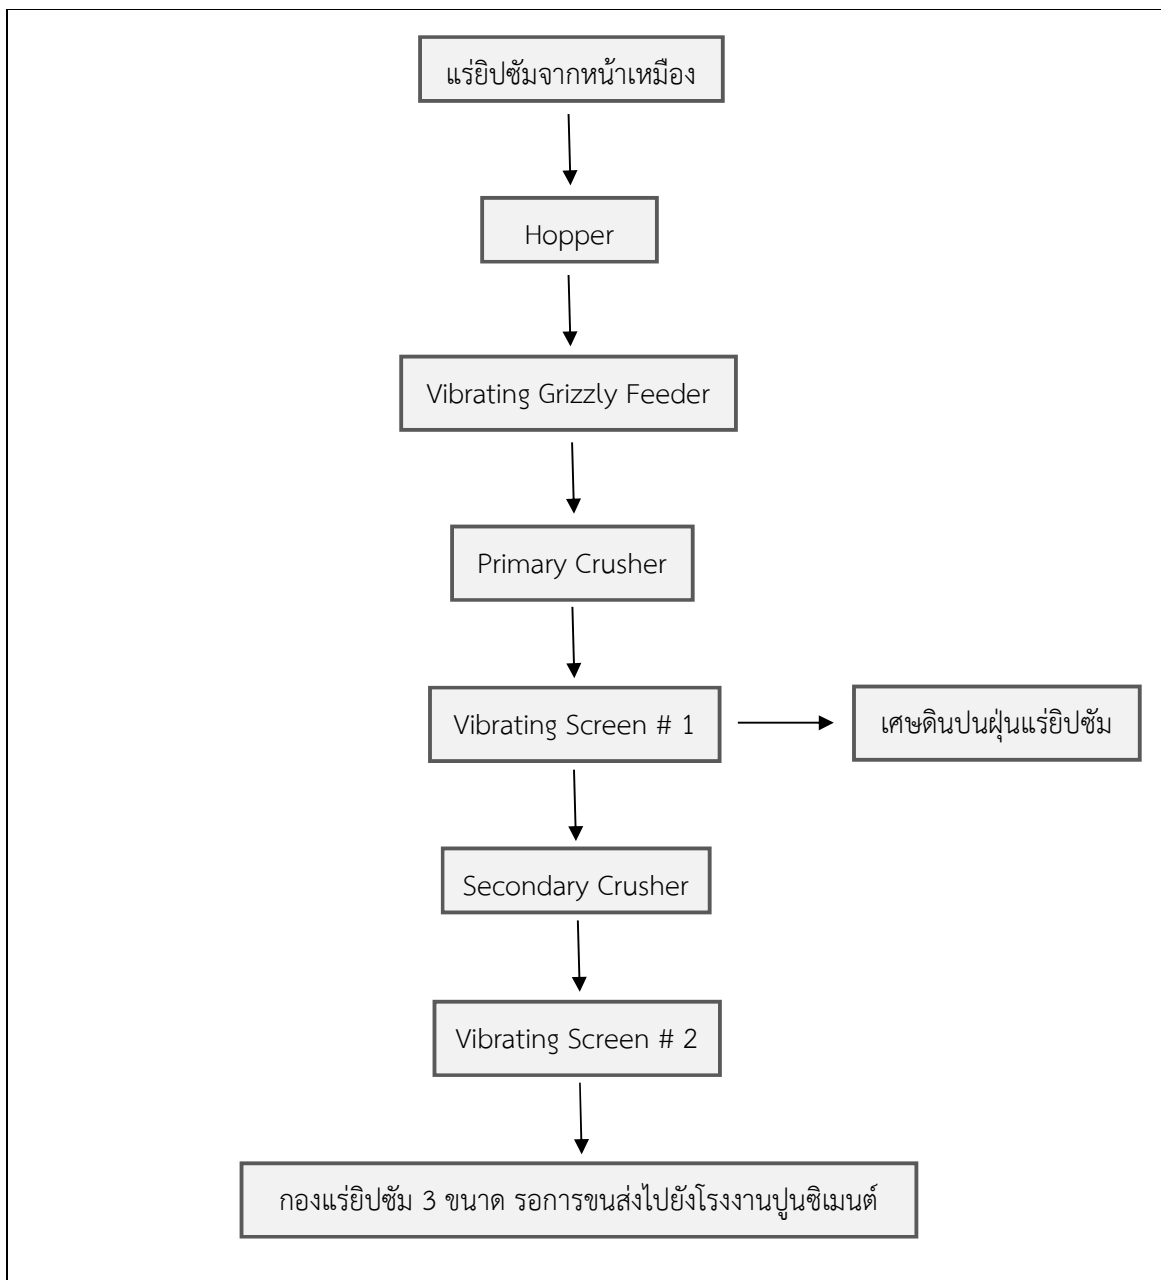 แร่ยิปซัมจากหน้าเหมือง
Hopper
Vibrating Grizzly Feeder
Primary Crusher
Vibrating Screen # 1
เศษดินปนฝุ่นแร่ยิปซัม
Secondary Crusher
Vibrating Screen # 2
กองแร่ยิปซัม 3 ขนาด รอการขนส่งไปยังโรงงานปูนซิเมนต์